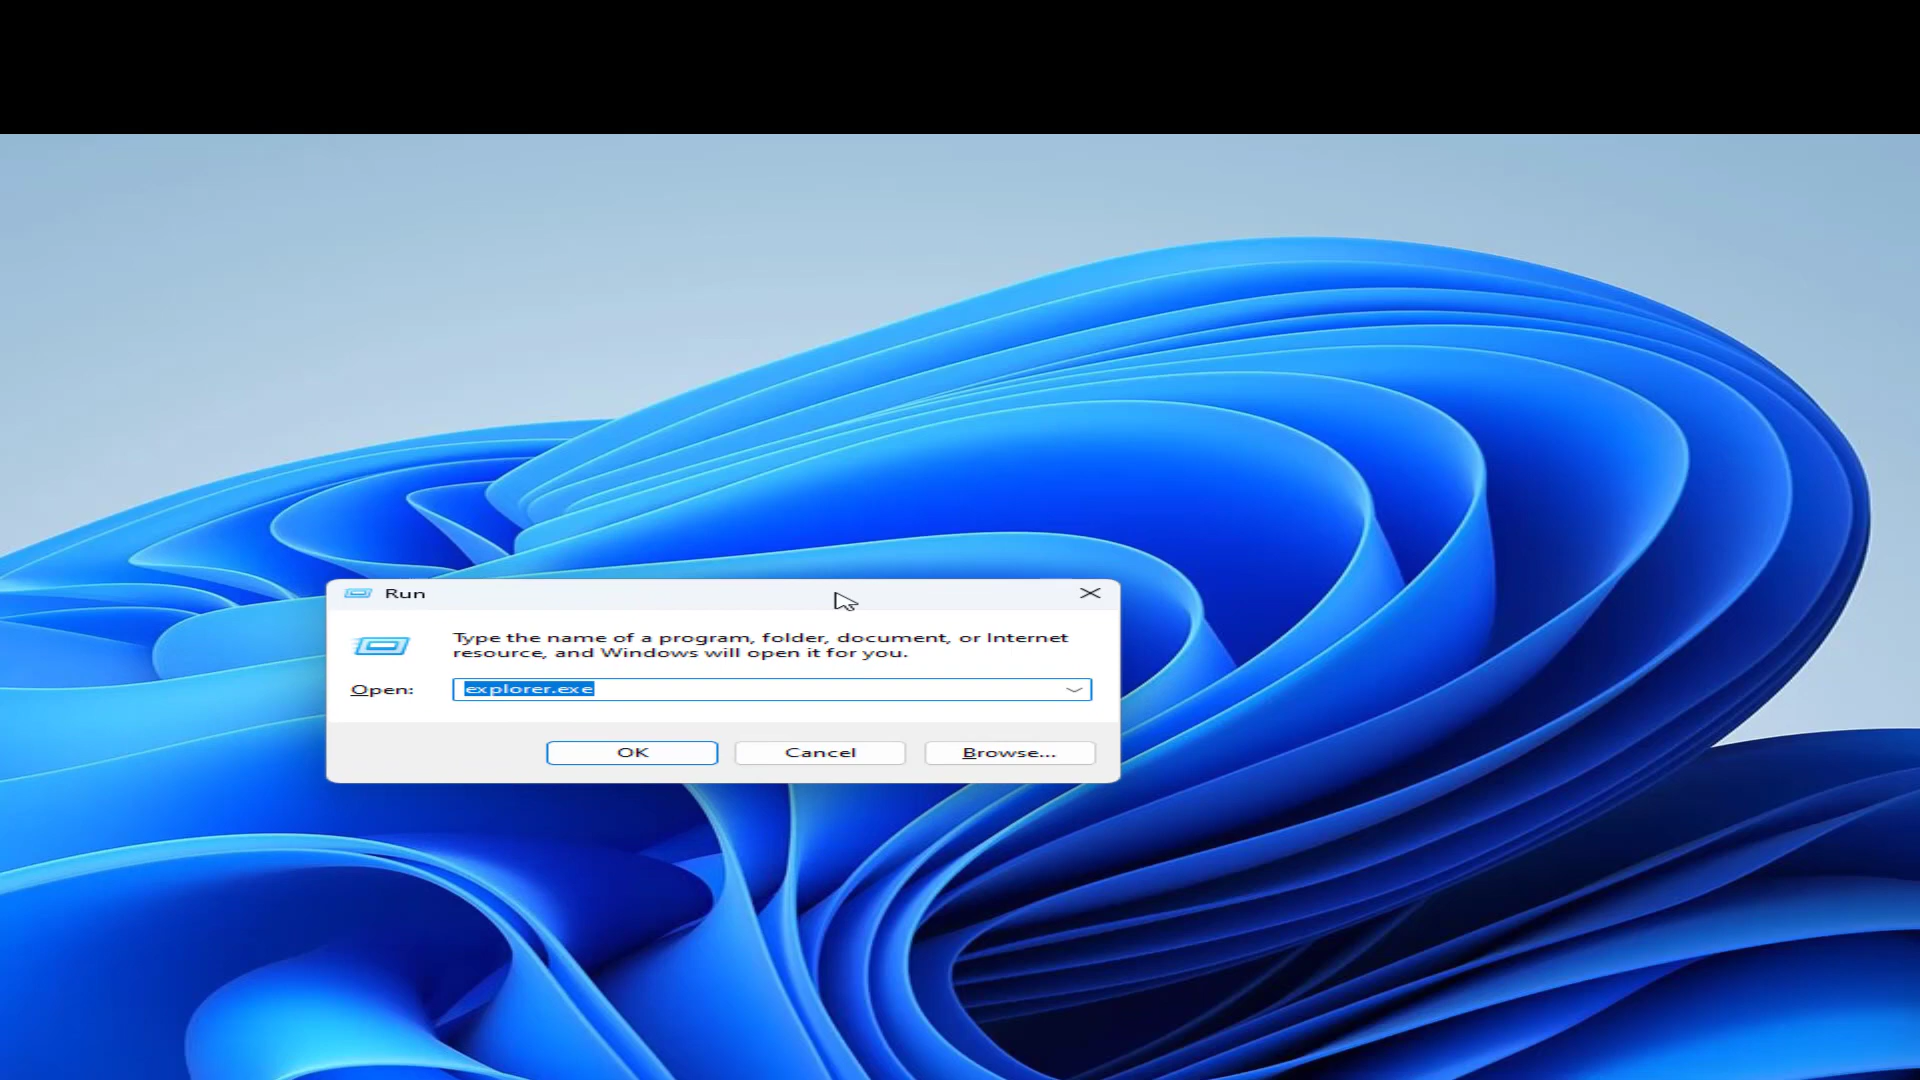 Run
Type the name of a program, folder, document, or Internet
resource, and Windows will open it for you.
Open: explorer.exe
OK Cancel Browse...